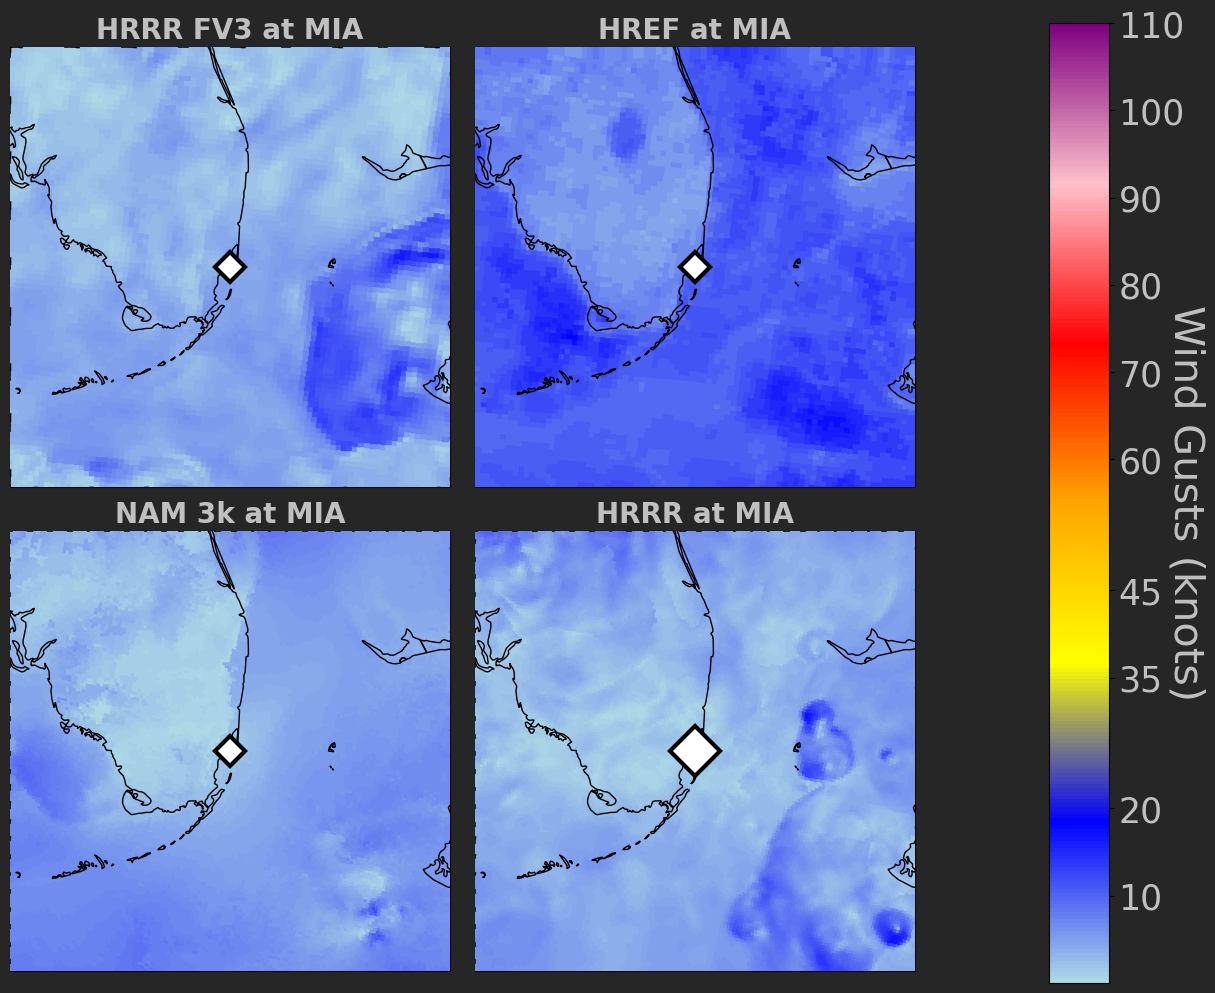 HRRR FV3 at MIA
HREF at MIA
NAM 3k at MIA
HRRR at MIA
110
100
90
80
70
60
45
35
20
10
Wind Gusts (knots)